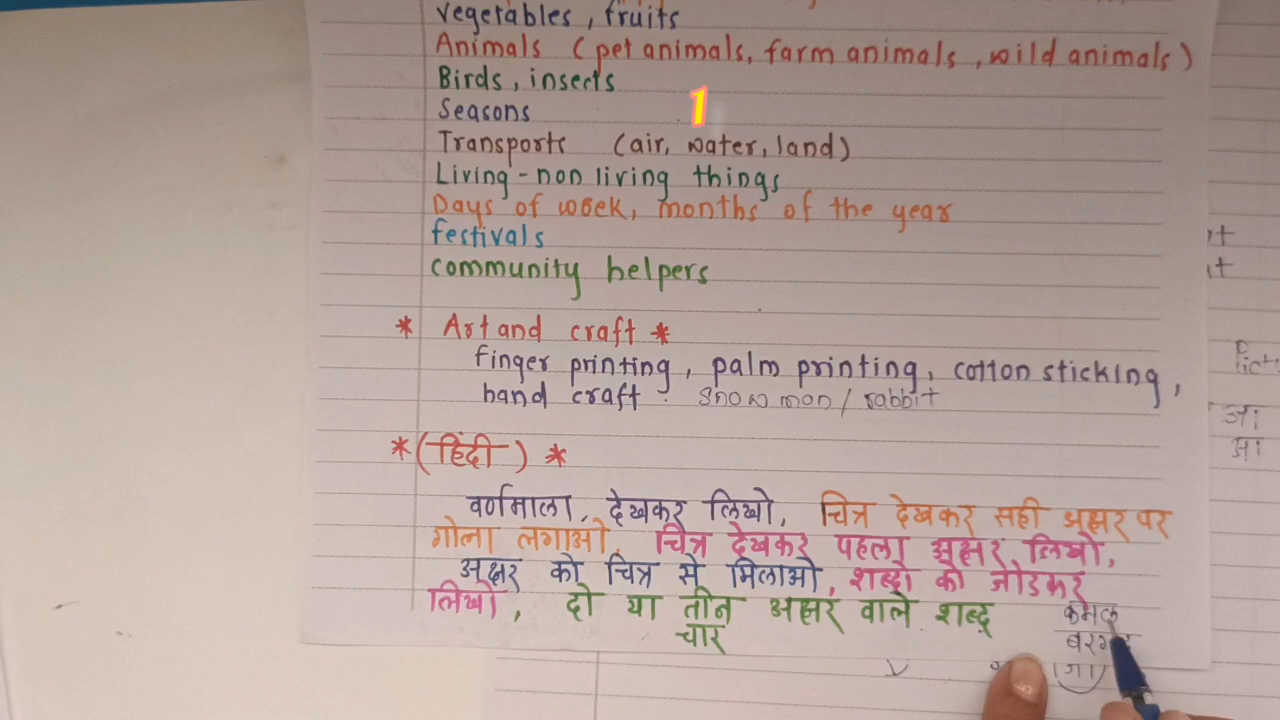 vegetables, fruits
Animals (pet animals, farm animals, wild animals)
Birds, insects
1
Seasons
Transports (air, water, land)
Living-non living things
Days of week, months of the year
festivals
community helpers
* Art and craft *
finger printing, palm printing, cotton sticking,
hand craft. snow man / rabbit
* (हिंदी) *
वर्णमाला, देखकर लिखो, चित्र देखकर सही अक्षर पर
गोला लगाओ, चित्र देखकर पहला अक्षर लिखो,
अक्षर को चित्र से मिलाओ, शब्दों को जोडकर
लिखो, दो या तीन अक्षर वाले शब्द
चार
कमल